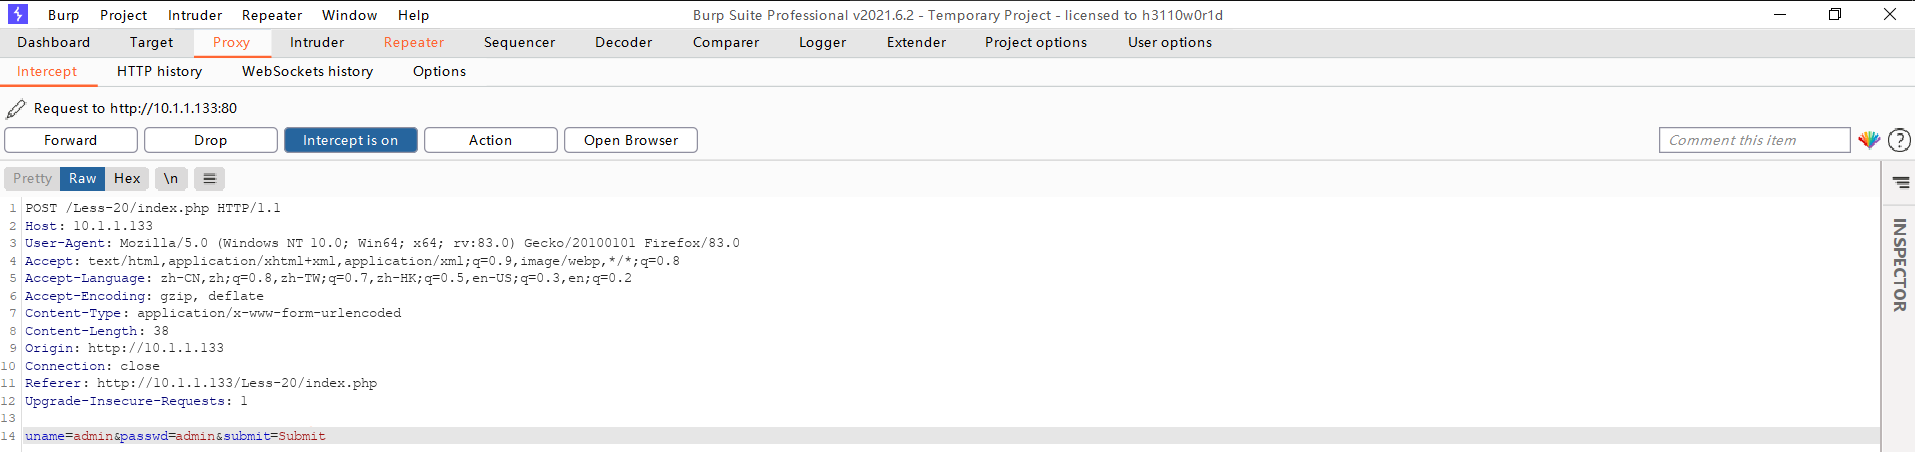 Burp Project Intruder Repeater Window Help Burp Suite Professional v2021.6.2 - Temporary Project - licensed to h3110w0r1d
Dashboard Target Proxy Intruder Repeater Sequencer Decoder Comparer Logger Extender Project options User options
Intercept HTTP history WebSockets history Options
Request to http://10.1.1.133:80
Forward Drop Intercept is on Action Open Browser Comment this item ?
Pretty Raw Hex \n
1 POST /Less-20/index.php HTTP/1.1
2 Host: 10.1.1.133
3 User-Agent: Mozilla/5.0 (Windows NT 10.0; Win64; x64; rv:83.0) Gecko/20100101 Firefox/83.0
4 Accept: text/html,application/xhtml+xml,application/xml;q=0.9,image/webp,*/*;q=0.8
5 Accept-Language: zh-CN,zh;q=0.8,zh-TW;q=0.7,zh-HK;q=0.5,en-US;q=0.3,en;q=0.2
6 Accept-Encoding: gzip, deflate
7 Content-Type: application/x-www-form-urlencoded
8 Content-Length: 38
9 Origin: http://10.1.1.133
10 Connection: close
11 Referer: http://10.1.1.133/Less-20/index.php
12 Upgrade-Insecure-Requests: 1
13
14 uname=admin&passwd=admin&submit=Submit
INSPECTOR